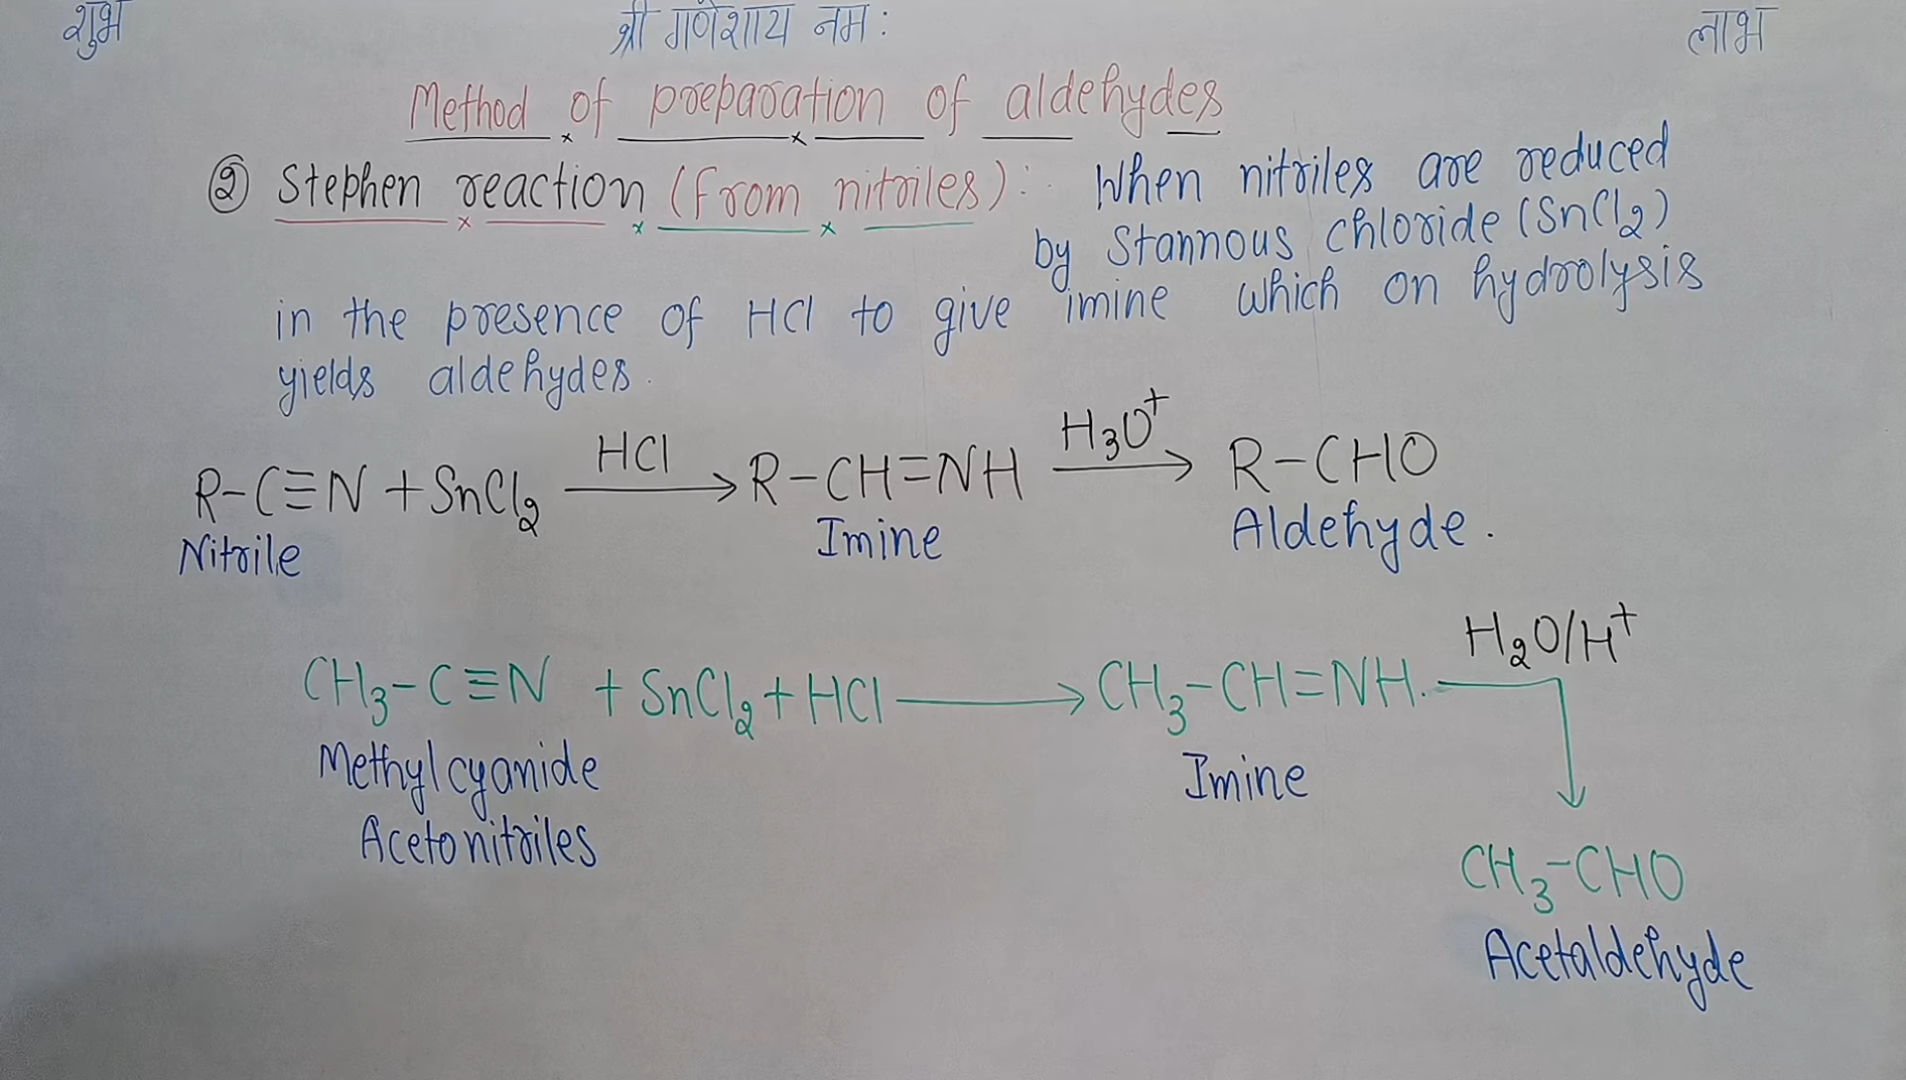 शुभ श्री गणेशाय नम: लाभ
Method of preparation of aldehydes
② Stephen reaction (From nitriles): When nitriles are reduced
by Stannous chloride (SnCl₂)
in the presence of HCl to give imine which on hydrolysis
yields aldehydes.
R-C≡N + SnCl₂ —HCl→ R-CH=NH —H₃O⁺→ R-CHO
Nitrile Imine Aldehyde.
CH₃-C≡N + SnCl₂ + HCl → CH₃-CH=NH. H₂O/H⁺
Methylcyanide Imine
Acetonitriles
CH₃-CHO
Acetaldehyde